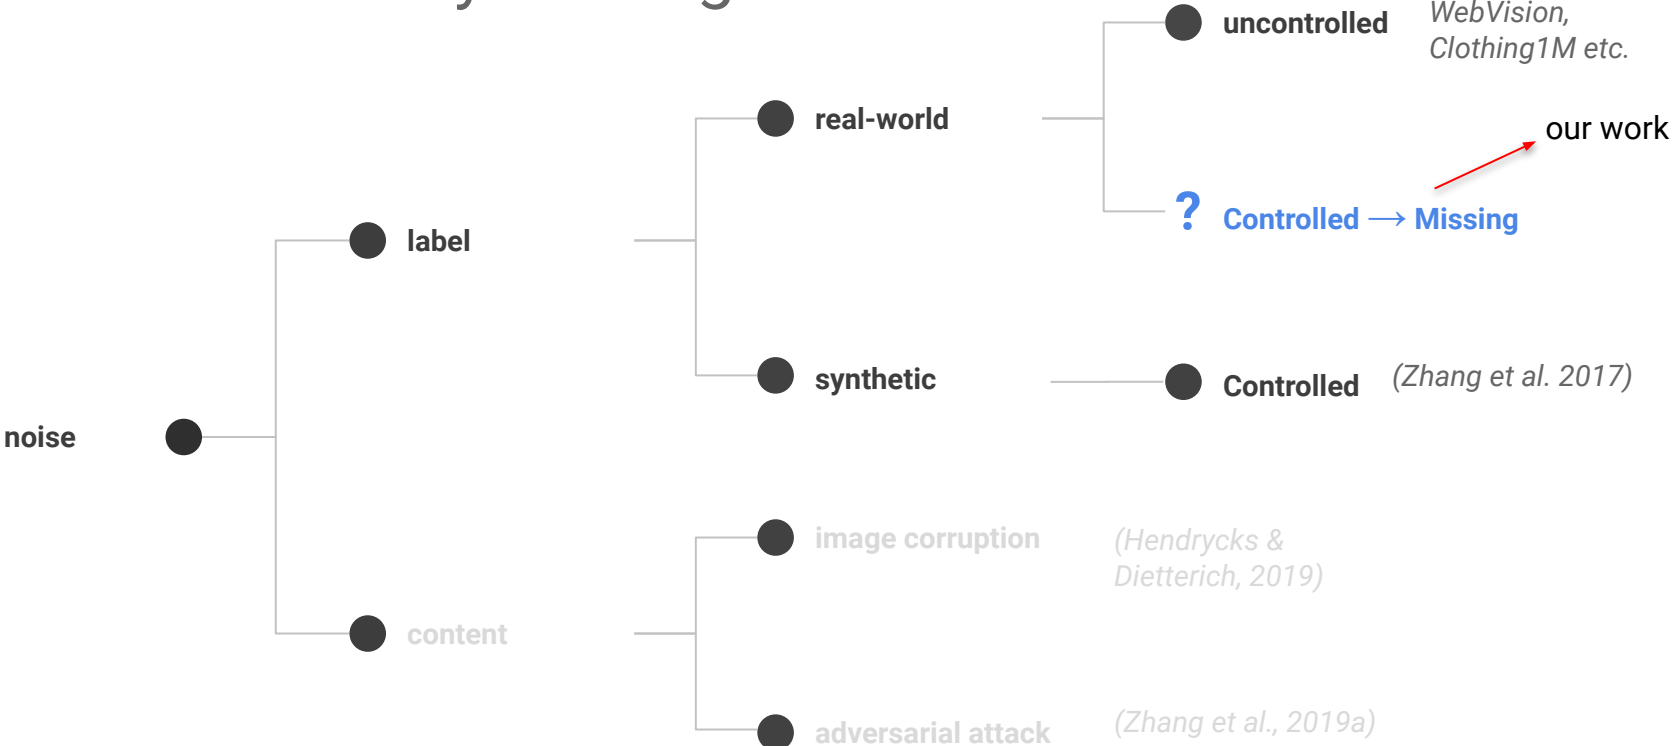 uncontrolled
WebVision,
Clothing1M etc.
real-world
our work
? Controlled → Missing
label
synthetic
Controlled
(Zhang et al. 2017)
noise
image corruption
(Hendrycks &
Dietterich, 2019)
content
adversarial attack
(Zhang et al., 2019a)